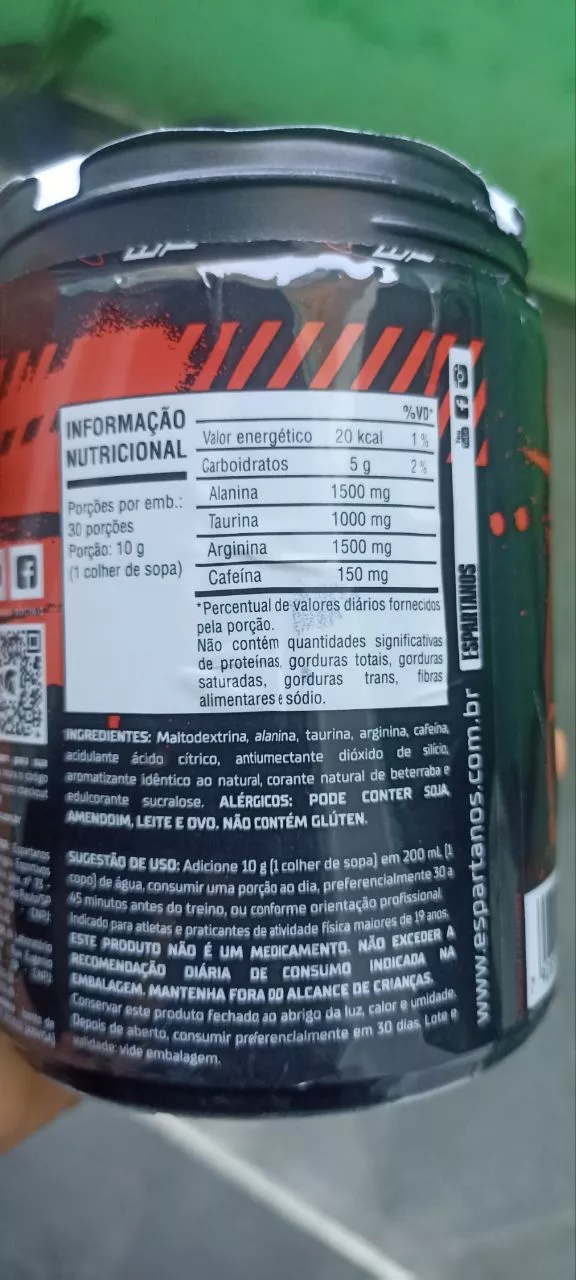 INFORMAÇÃO
NUTRICIONAL
Porções por emb.:
30 porções
Porção: 10 g
(1 colher de sopa)
%VD*
Valor energético 20 kcal 1%
Carboidratos 5 g 2%
Alanina 1500 mg
Taurina 1000 mg
Arginina 1500 mg
Cafeína 150 mg
*Percentual de valores diários fornecidos
pela porção.
Não contém quantidades significativas
de proteínas, gorduras totais, gorduras
saturadas, gorduras trans, fibras
alimentares e sódio.
INGREDIENTES: Maltodextrina, alanina, taurina, arginina, cafeína,
acidulante ácido cítrico, antiumectante dióxido de silício,
aromatizante idêntico ao natural, corante natural de beterraba e
edulcorante sucralose. ALÉRGICOS: PODE CONTER SOJA,
AMENDOIM, LEITE E OVO. NÃO CONTÉM GLÚTEN.
SUGESTÃO DE USO: Adicione 10 g (1 colher de sopa) em 200 mL (1
copo) de água, consumir uma porção ao dia, preferencialmente 30 a
45 minutos antes do treino, ou conforme orientação profissional.
Indicado para atletas e praticantes de atividade física maiores de 19 anos.
ESTE PRODUTO NÃO É UM MEDICAMENTO. NÃO EXCEDER A
RECOMENDAÇÃO DIÁRIA DE CONSUMO INDICADA NA
EMBALAGEM. MANTENHA FORA DO ALCANCE DE CRIANÇAS.
Conservar este produto fechado ao abrigo da luz, calor e umidade.
Depois de aberto, consumir preferencialmente em 30 dias. Lote e
validade: vide embalagem.
www.espartanos.com.br
ESPARTANOS
You Tube